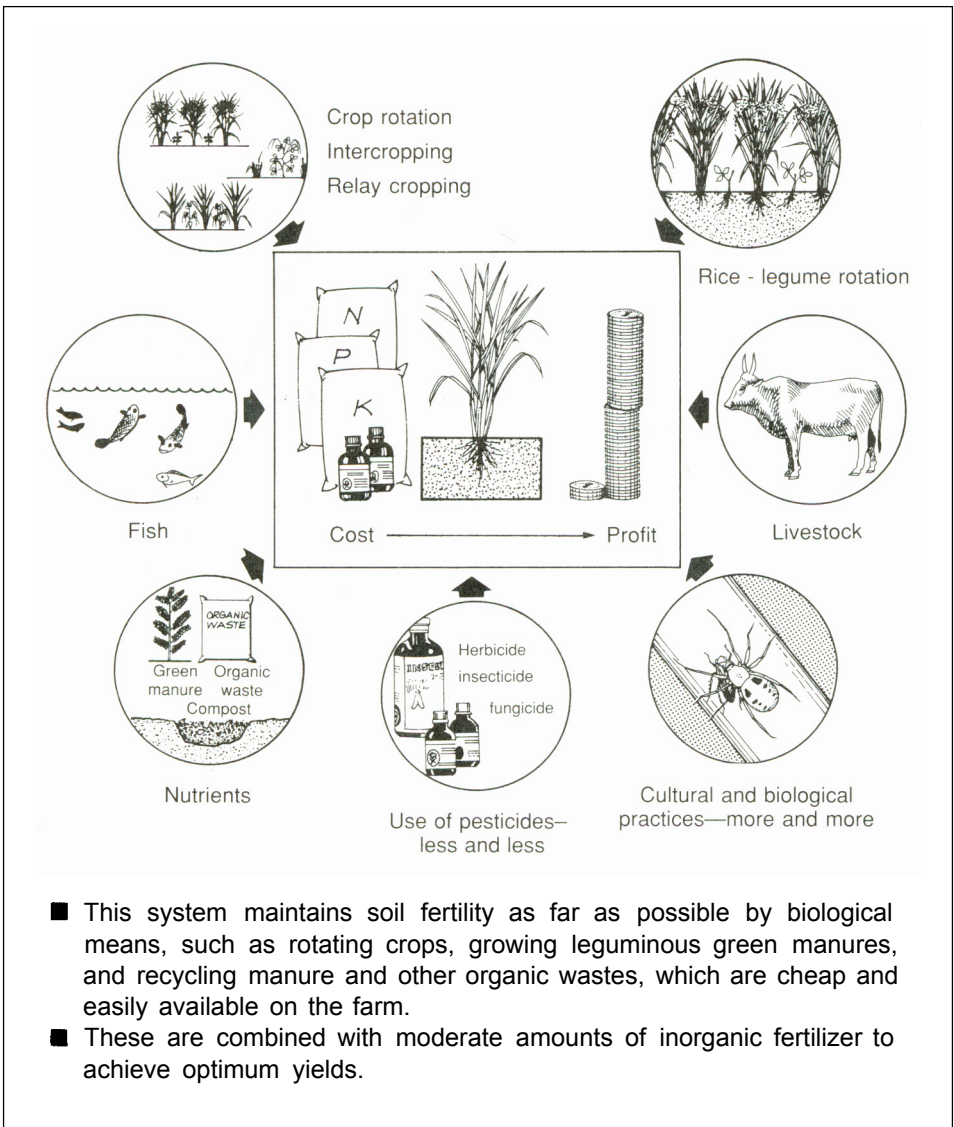 Crop rotation
Intercropping
Relay cropping
Rice - legume rotation
N
P
K
Cost
Profit
Fish
Livestock
ORGANIC
WASTE
Green Organic
manure waste
Compost
Nutrients
Herbicide
insecticide
fungicide
Use of pesticides–
less and less
Cultural and biological
practices—more and more
■ This system maintains soil fertility as far as possible by biological
means, such as rotating crops, growing leguminous green manures,
and recycling manure and other organic wastes, which are cheap and
easily available on the farm.
■ These are combined with moderate amounts of inorganic fertilizer to
achieve optimum yields.